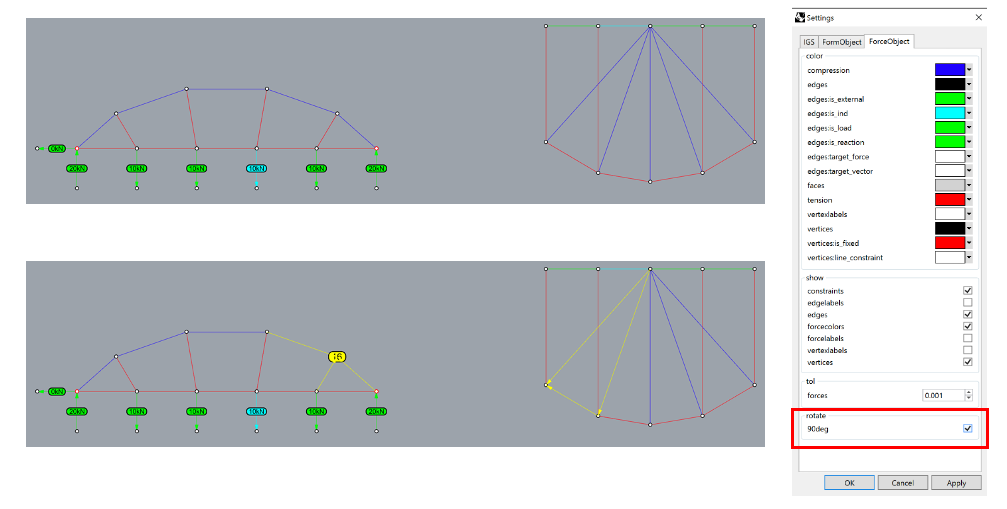 0kN
20kN 10kN 10kN 10kN 10kN 20kN
0kN
20kN 10kN 10kN 10kN 10kN 20kN
Settings
IGS FormObject ForceObject
color
compression
edges
edges:is_external
edges:is_ind
edges:is_load
edges:is_reaction
edges:target_force
edges:target_vector
faces
tension
vertexlabels
vertices
vertices:is_fixed
vertices:line_constraint
show
constraints
edgelabels
edges
forcecolors
forcelabels
vertexlabels
vertices
tol
forces 0.001
rotate
90deg
OK Cancel Apply